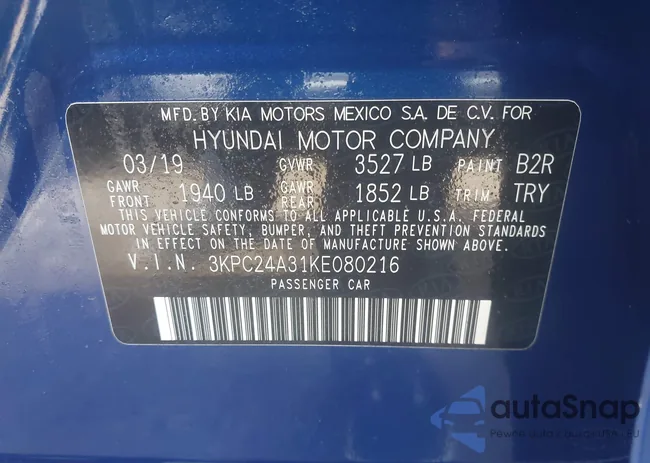 MFD. BY KIA MOTORS MEXICO S.A. DE C.V. FOR
HYUNDAI MOTOR COMPANY
03/19 GVWR 3527 LB PAINT B2R
GAWR FRONT 1940 LB GAWR REAR 1852 LB TRIM TRY
THIS VEHICLE CONFORMS TO ALL APPLICABLE U.S.A. FEDERAL
MOTOR VEHICLE SAFETY, BUMPER, AND THEFT PREVENTION STANDARDS
IN EFFECT ON THE DATE OF MANUFACTURE SHOWN ABOVE.
V.I.N. 3KPC24A31KE080216
PASSENGER CAR
autaSnap